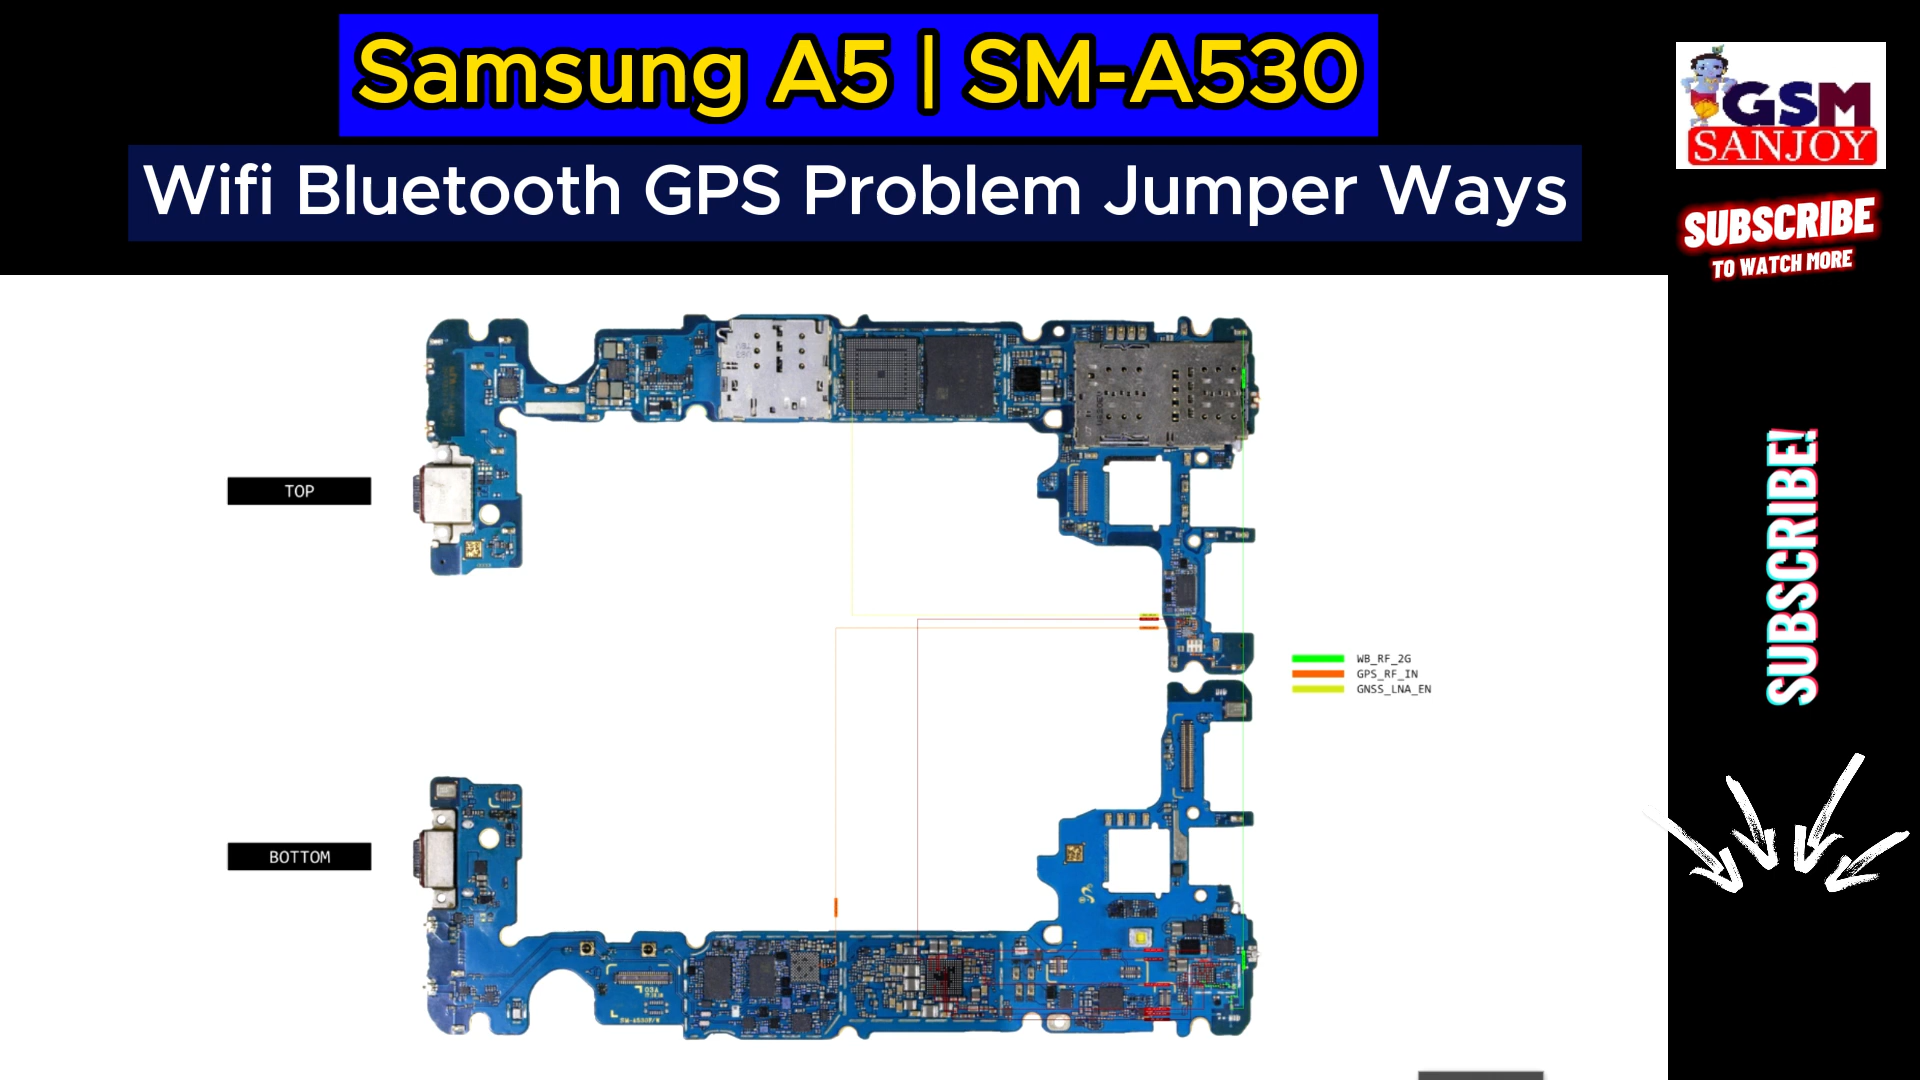 Samsung A5 | SM-A530
Wifi Bluetooth GPS Problem Jumper Ways
GSM
SANJOY
SUBSCRIBE
TO WATCH MORE
SUBSCRIBE!
TOP
WB_RF_2G
GPS_RF_IN
GNSS_LNA_EN
BOTTOM